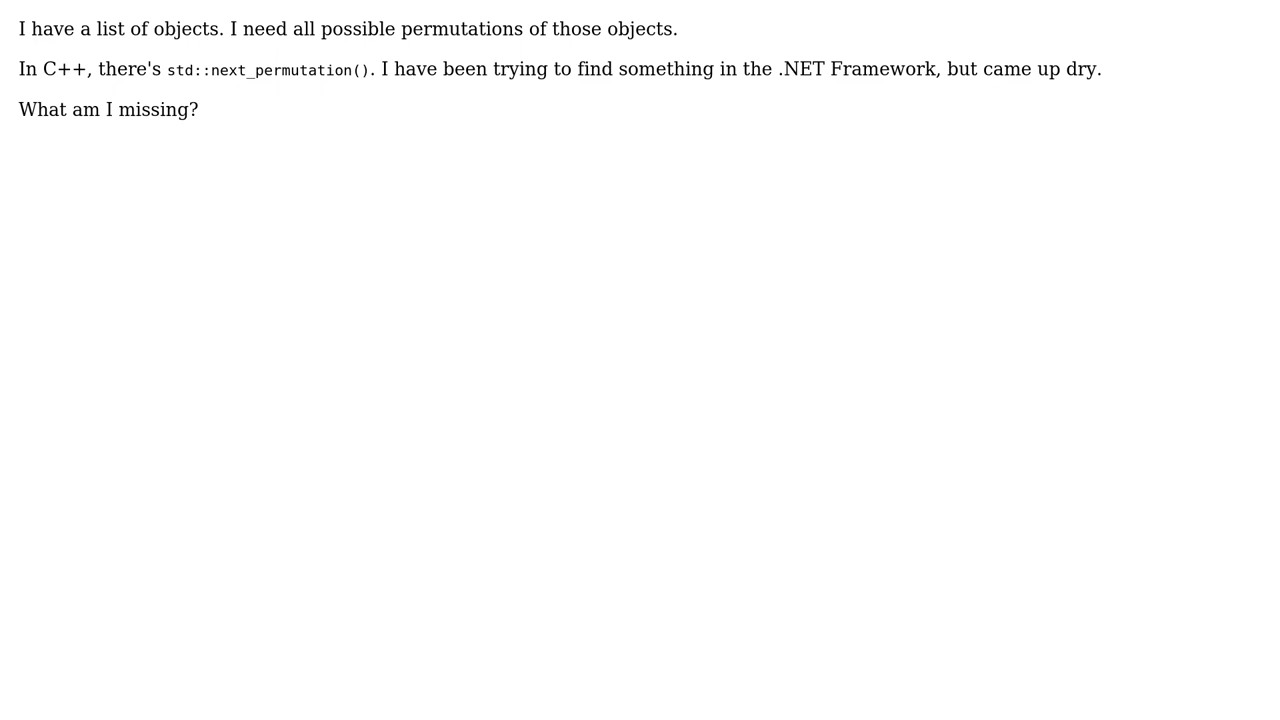 I have a list of objects. I need all possible permutations of those objects.
In C++, there's std::next_permutation(). I have been trying to find something in the .NET Framework, but came up dry.
What am I missing?